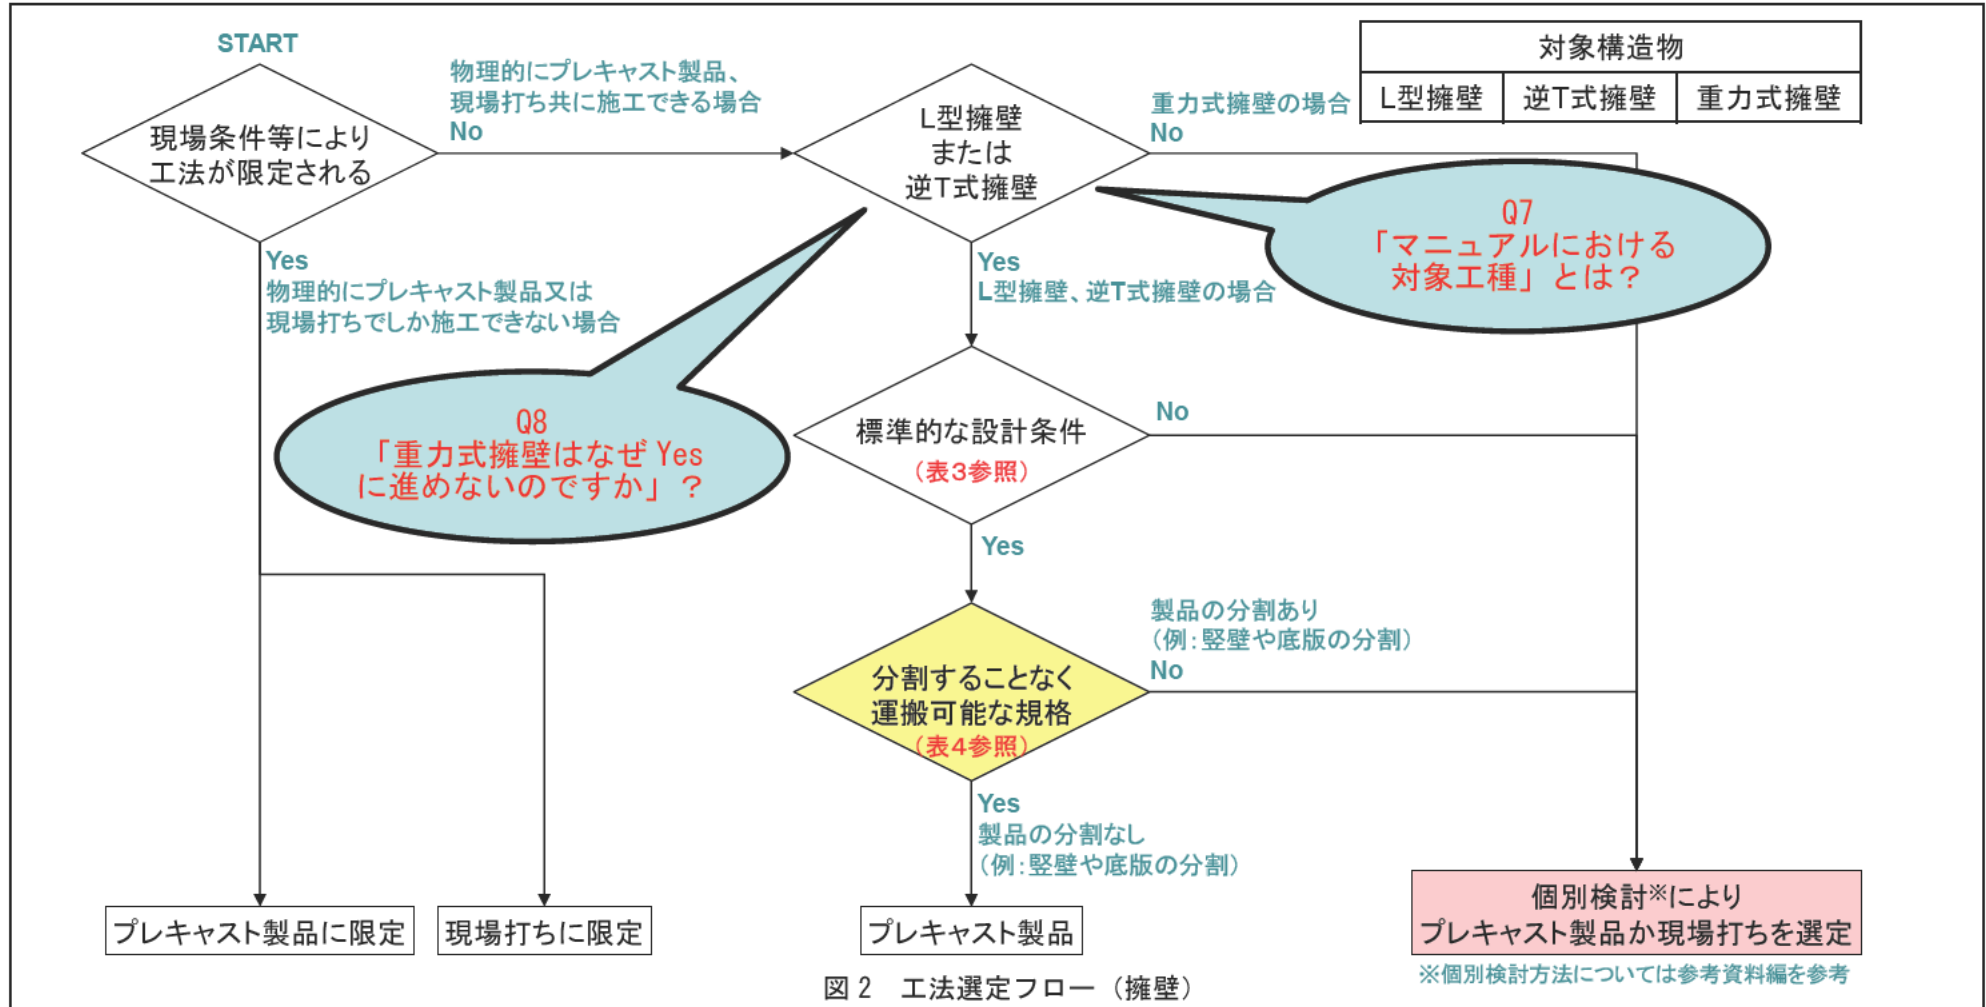 START
現場条件等により
工法が限定される
物理的にプレキャスト製品、
現場打ち共に施工できる場合
No
L型擁壁
または
逆T式擁壁
重力式擁壁の場合
No
対象構造物
L型擁壁 逆T式擁壁 重力式擁壁
Q7
「マニュアルにおける
対象工種」とは？
Yes
物理的にプレキャスト製品又は
現場打ちでしか施工できない場合
Yes
L型擁壁、逆T式擁壁の場合
Q8
「重力式擁壁はなぜ Yes
に進めないのですか」？
標準的な設計条件
（表3参照）
No
Yes
分割することなく
運搬可能な規格
（表4参照）
製品の分割あり
（例：竪壁や底版の分割）
No
Yes
製品の分割なし
（例：竪壁や底版の分割）
プレキャスト製品に限定
現場打ちに限定
プレキャスト製品
個別検討※により
プレキャスト製品か現場打ちを選定
※個別検討方法については参考資料編を参考
図2 工法選定フロー（擁壁）